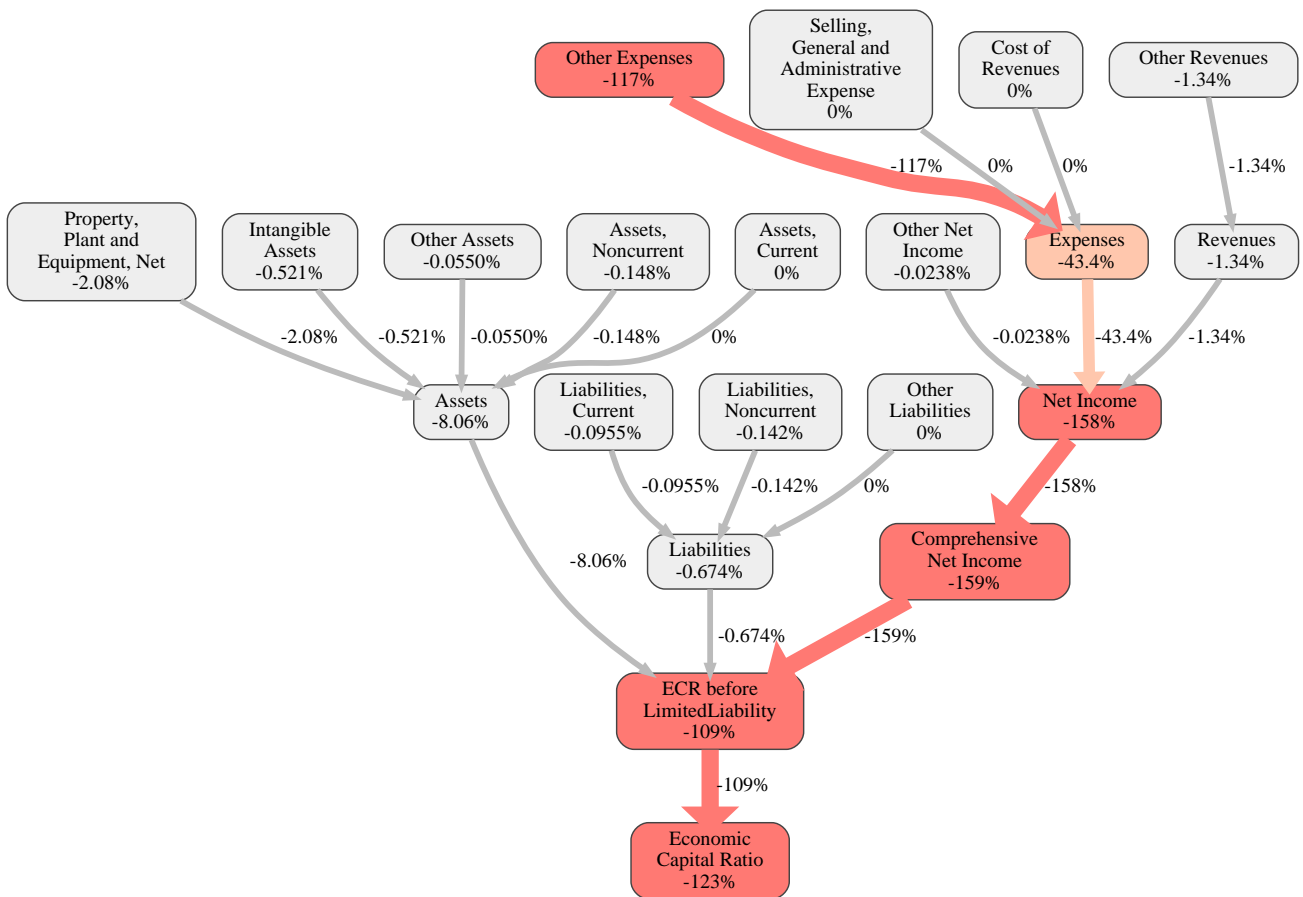 Other Expenses
-117%
Selling,
General and
Administrative
Expense
0%
Cost of
Revenues
0%
Other Revenues
-1.34%
-117%
0%
0%
-1.34%
Property,
Plant and
Equipment, Net
-2.08%
Intangible
Assets
-0.521%
Other Assets
-0.0550%
Assets,
Noncurrent
-0.148%
Assets,
Current
0%
Other Net
Income
-0.0238%
Expenses
-43.4%
Revenues
-1.34%
-2.08%
-0.521%
-0.0550%
-0.148%
0%
-0.0238%
-43.4%
-1.34%
Assets
-8.06%
Liabilities,
Current
-0.0955%
Liabilities,
Noncurrent
-0.142%
Other
Liabilities
0%
Net Income
-158%
-0.0955%
-0.142%
0%
-158%
Liabilities
-0.674%
Comprehensive
Net Income
-159%
-8.06%
-0.674%
-159%
ECR before
LimitedLiability
-109%
-109%
Economic
Capital Ratio
-123%